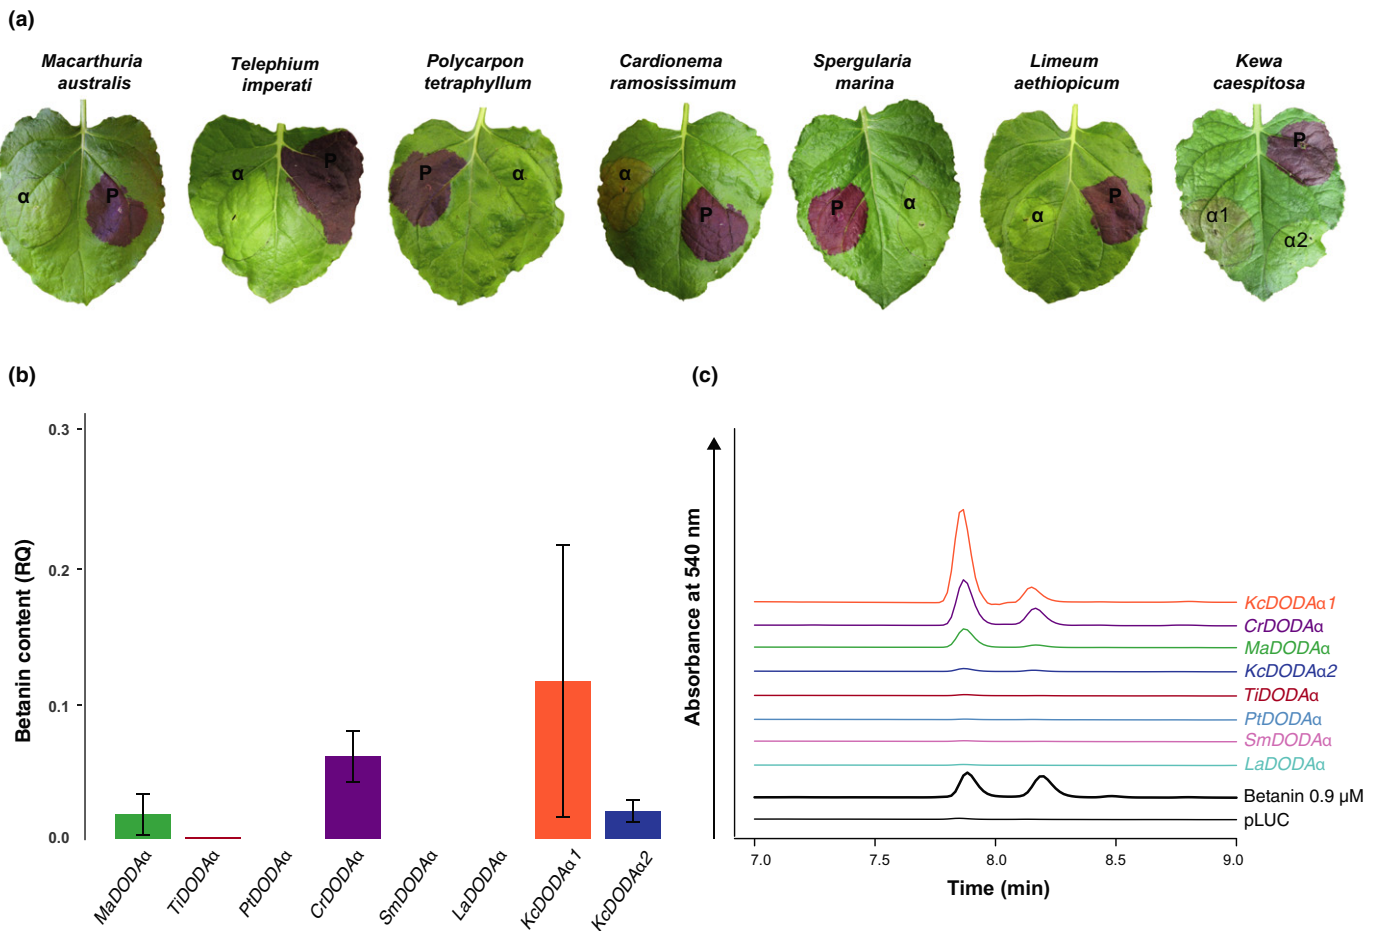 (a)
Macarthuria australis
Telephium imperati
Polycarpon tetraphyllum
Cardionema ramosissimum
Spergularia marina
Limeum aethiopicum
Kewa caespitosa
α P
α P
P α
α P
P α
α P
P α1 α2
(b)
Betanin content (RQ)
0.3
0.2
0.1
0.0
MaDODAα
TiDODAα
PtDODAα
CrDODAα
SmDODAα
LaDODAα
KcDODAα1
KcDODAα2
(c)
Absorbance at 540 nm
KcDODAα1
CrDODAα
MaDODAα
KcDODAα2
TiDODAα
PtDODAα
SmDODAα
LaDODAα
Betanin 0.9 µM
pLUC
7.0 7.5 8.0 8.5 9.0
Time (min)